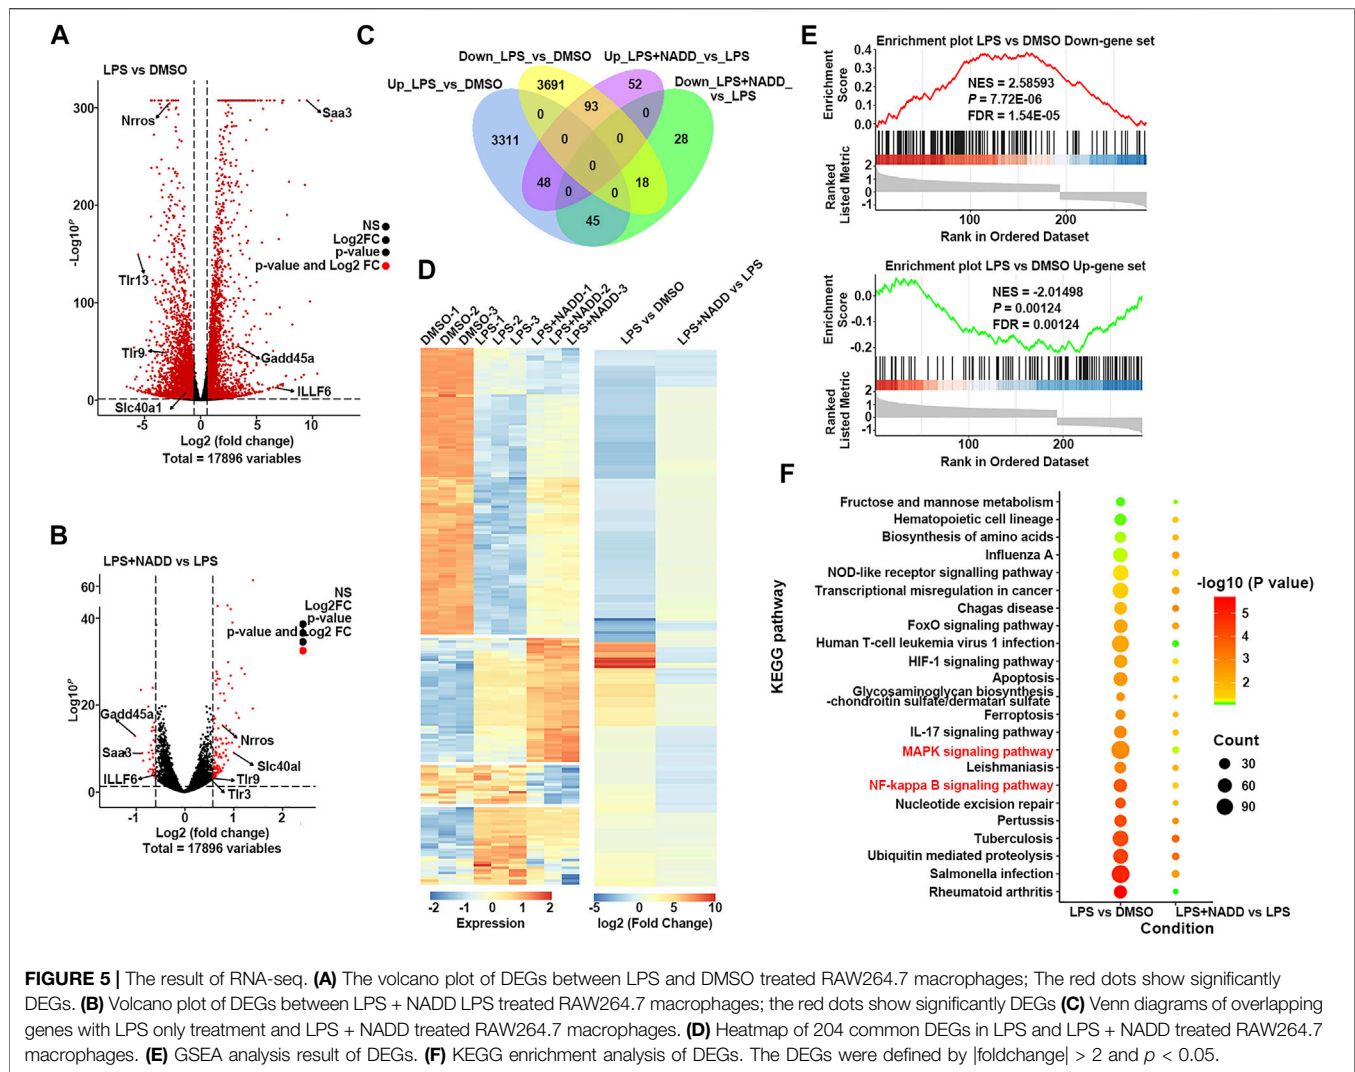 A
LPS vs DMSO
-Log10P
300
200
100
0
-5
0
5
10
Nrros
Saa3
Tlr13
Tlr9
Gadd45a
ILLF6
Slc40a1
NS
Log2FC
p-value
p-value and Log2 FC
Log2 (fold change)
Total = 17896 variables
B
LPS+NADD vs LPS
Log10P
60
40
20
0
-1
0
1
2
Gadd45a
Saa3
ILLF6
Nrros
Slc40al
Tlr9
Tlr3
NS
Log2FC
p-value
p-value and Log2 FC
Log2 (fold change)
Total = 17896 variables
C
Down_LPS_vs_DMSO
Up_LPS+NADD_vs_LPS
Up_LPS_vs_DMSO
Down_LPS+NADD_
vs_LPS
3691
52
0
93
0
3311
0
0
28
0
48
0
0
18
45
D
DMSO-1
DMSO-2
DMSO-3
LPS-1
LPS-2
LPS-3
LPS+NADD-1
LPS+NADD-2
LPS+NADD-3
LPS vs DMSO
LPS+NADD vs LPS
-2 -1 0 1 2
Expression
-5 0 5 10
log2 (Fold Change)
E
Enrichment plot LPS vs DMSO Down-gene set
Enrichment
Score
0.4
0.3
0.2
0.1
0.0
NES = 2.58593
P = 7.72E-06
FDR = 1.54E-05
Ranked
Listed Metric
2
1
0
-1
100 200
Rank in Ordered Dataset
Enrichment plot LPS vs DMSO Up-gene set
Enrichment
Score
0.0
-0.1
-0.2
NES = -2.01498
P = 0.00124
FDR = 0.00124
Ranked
Listed Metric
2
1
0
-1
100 200
Rank in Ordered Dataset
F
KEGG pathway
Fructose and mannose metabolism
Hematopoietic cell lineage
Biosynthesis of amino acids
Influenza A
NOD-like receptor signalling pathway
Transcriptional misregulation in cancer
Chagas disease
FoxO signaling pathway
Human T-cell leukemia virus 1 infection
HIF-1 signaling pathway
Apoptosis
Glycosaminoglycan biosynthesis
-chondroitin sulfate/dermatan sulfate
Ferroptosis
IL-17 signaling pathway
MAPK signaling pathway
Leishmaniasis
NF-kappa B signaling pathway
Nucleotide excision repair
Pertussis
Tuberculosis
Ubiquitin mediated proteolysis
Salmonella infection
Rheumatoid arthritis
LPS vs DMSO
LPS+NADD vs LPS
Condition
-log10 (P value)
5
4
3
2
Count
30
60
90
FIGURE 5 | The result of RNA-seq. (A) The volcano plot of DEGs between LPS and DMSO treated RAW264.7 macrophages; The red dots show significantly
DEGs. (B) Volcano plot of DEGs between LPS + NADD LPS treated RAW264.7 macrophages; the red dots show significantly DEGs (C) Venn diagrams of overlapping
genes with LPS only treatment and LPS + NADD treated RAW264.7 macrophages. (D) Heatmap of 204 common DEGs in LPS and LPS + NADD treated RAW264.7
macrophages. (E) GSEA analysis result of DEGs. (F) KEGG enrichment analysis of DEGs. The DEGs were defined by |foldchange| > 2 and p < 0.05.